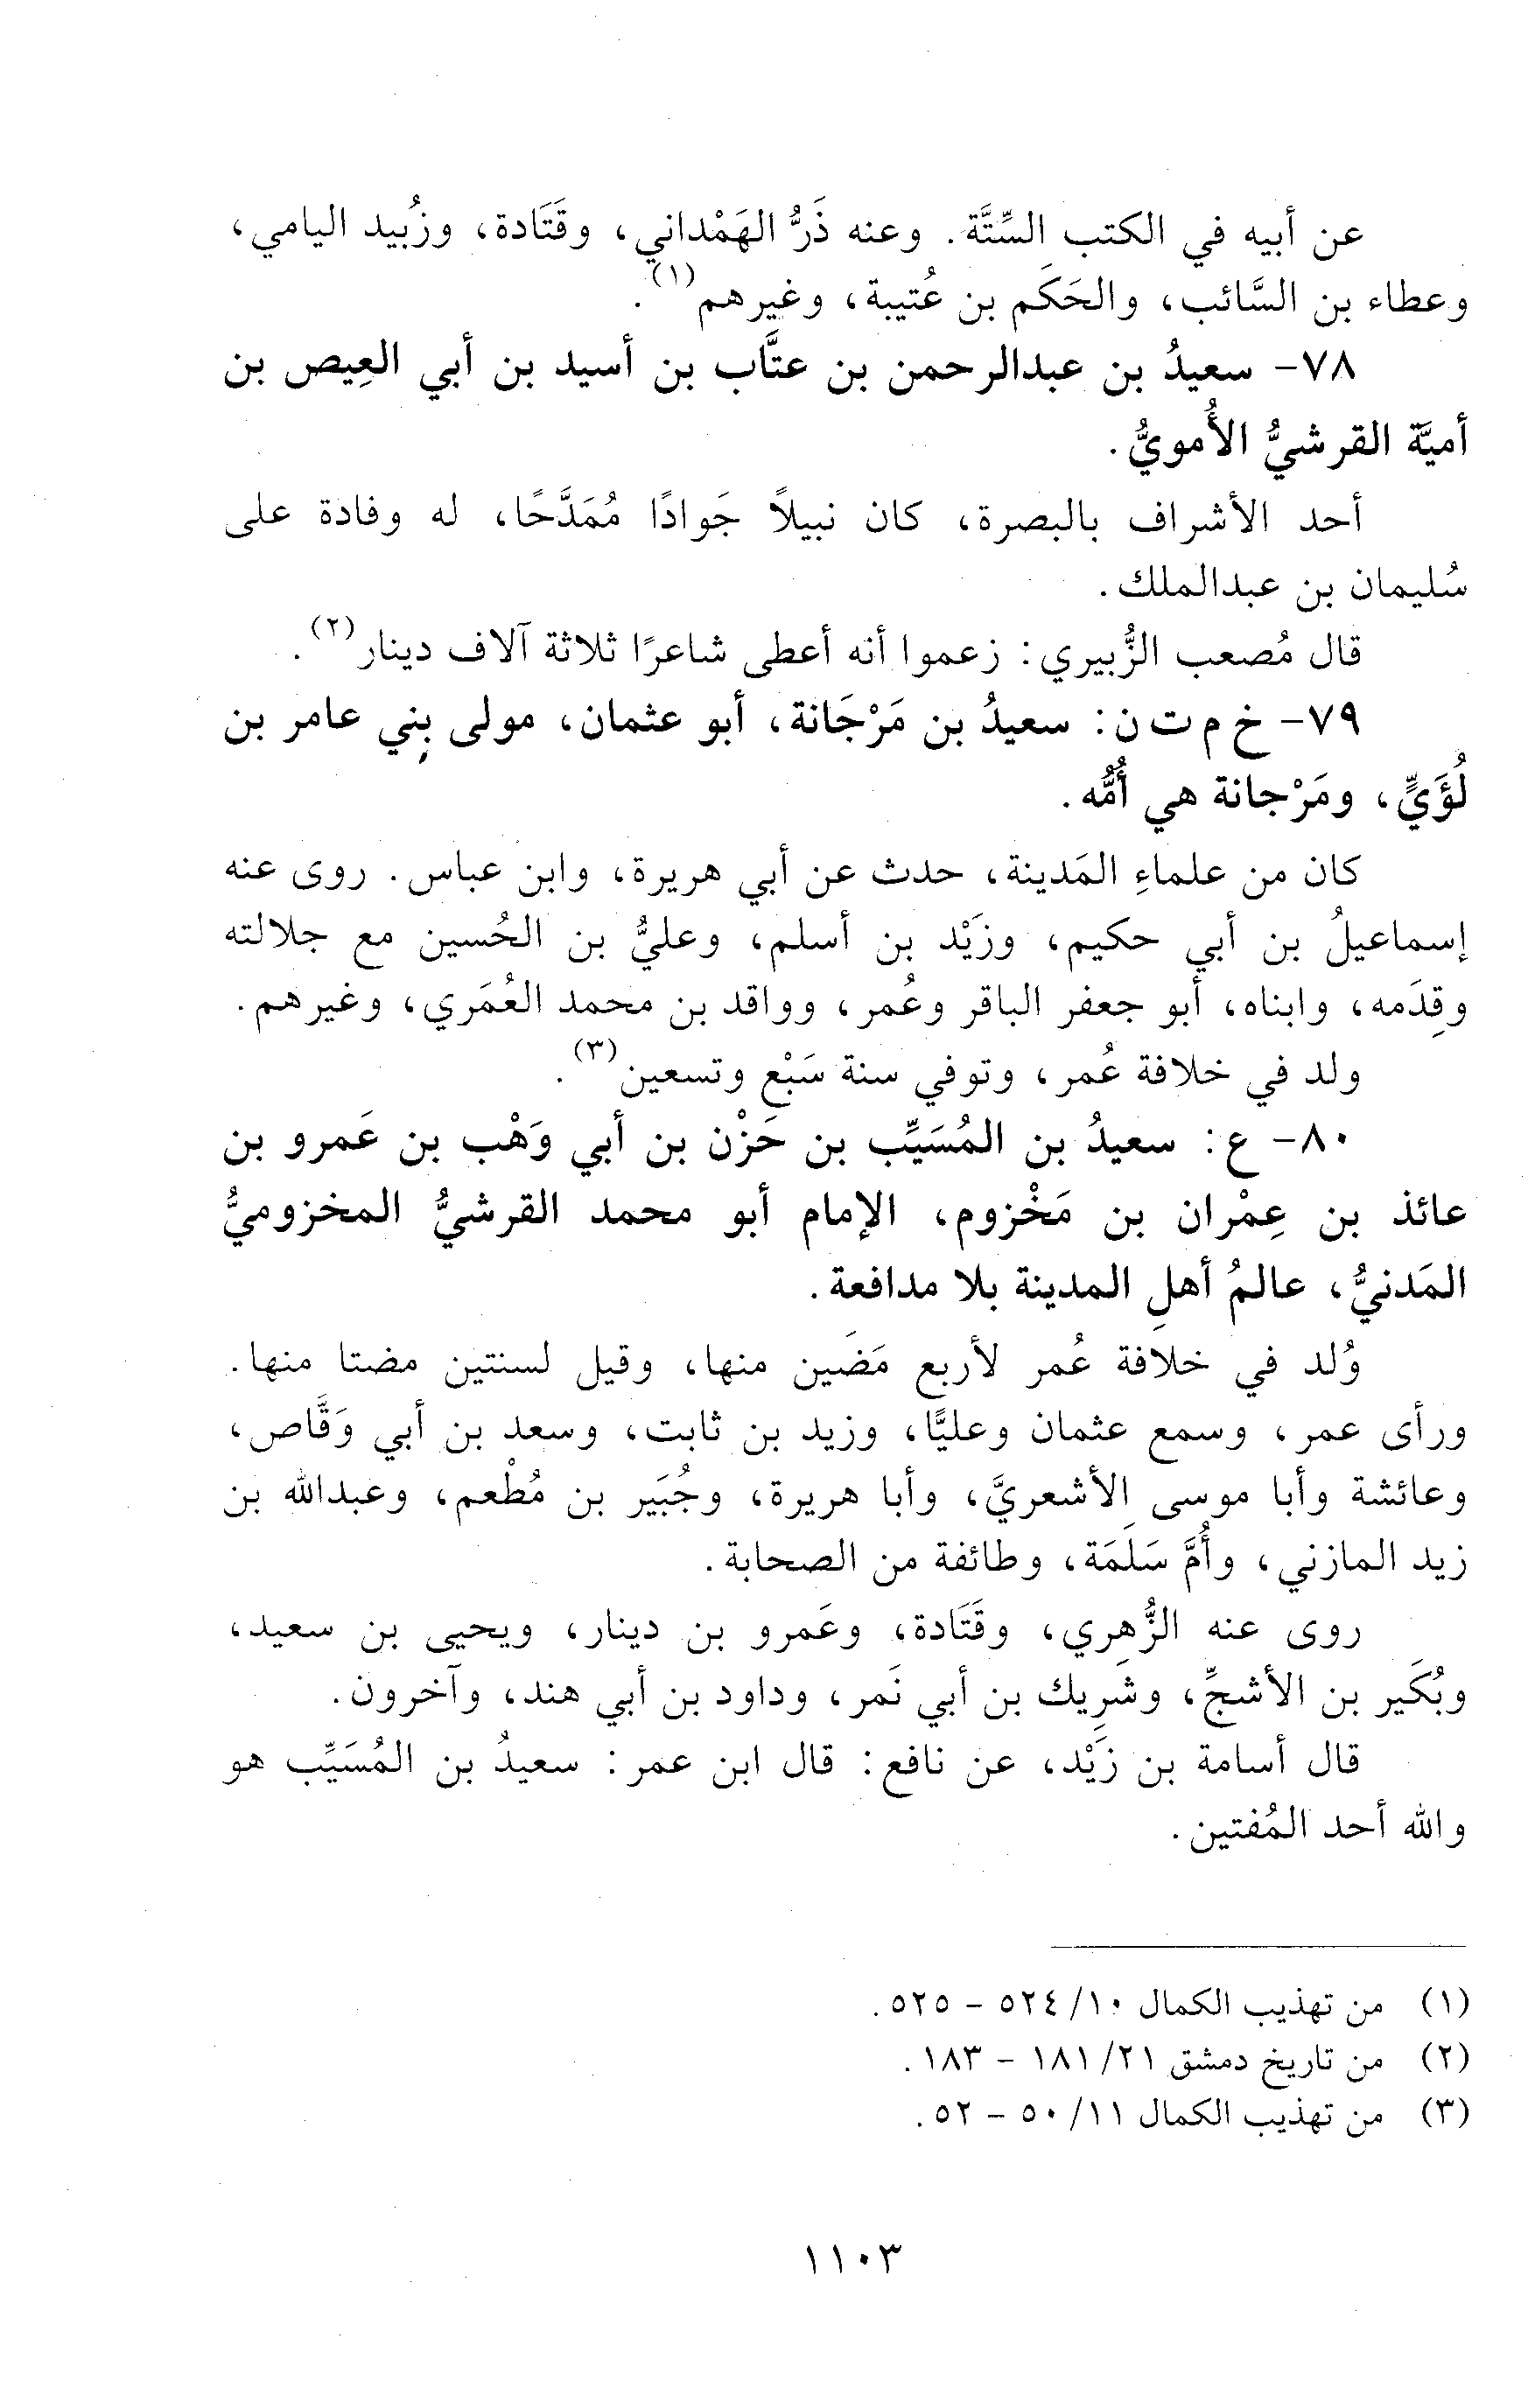 عن أبيه في الكتب السِّتَّة. وعنه ذَرُّ الهَمْداني، وقَتَادة، وزُبيد اليامي،
وعطاء بن السَّائب، والحَكَم بن عُتيبة، وغيرهم(١).
٧٨- سعيدُ بن عبدالرحمن بن عتَّاب بن أسيد بن أبي العِيص بن
أميَّة القرشيُّ الأُمويُّ.
أحد الأشراف بالبصرة، كان نبيلاً جَوادًا مُمَدَّحًا، له وفادة على
سُليمان بن عبدالملك.
قال مُصعب الزُّبيري: زعموا أنه أعطى شاعرًا ثلاثة آلاف دينار(٢).
٧٩- خ م ت ن: سعيدُ بن مَرْجَانة، أبو عثمان، مولى بني عامر بن
لُؤَيٍّ، ومَرْجانة هي أُمُّه.
كان من علماءِ المَدينة، حدث عن أبي هريرة، وابن عباس. روى عنه
إسماعيلُ بن أبي حكيم، وزَيْد بن أسلم، وعليُّ بن الحُسين مع جلالته
وقِدَمه، وابناه، أبو جعفر الباقر وعُمر، وواقد بن محمد العُمَري، وغيرهم.
ولد في خلافة عُمر، وتوفي سنة سَبْع وتسعين(٣).
٨٠- ع: سعيدُ بن المُسَيِّب بن حَزْن بن أبي وَهْب بن عَمرو بن
عائذ بن عِمْران بن مَخْزوم، الإمام أبو محمد القرشيُّ المخزوميُّ
المَدنيُّ، عالمُ أهلِ المدينة بلا مدافعة.
وُلد في خلافة عُمر لأربع مَضَين منها، وقيل لسنتين مضتا منها.
ورأى عمر، وسمع عثمان وعليًّا، وزيد بن ثابت، وسعد بن أبي وَقَّاص،
وعائشة وأبا موسى الأشعريَّ، وأبا هريرة، وجُبَير بن مُطْعم، وعبدالله بن
زيد المازني، وأُمَّ سَلَمَة، وطائفة من الصحابة.
روى عنه الزُّهري، وقَتَادة، وعَمرو بن دينار، ويحيى بن سعيد،
وبُكَير بن الأشجِّ، وشَرِيك بن أبي نَمر، وداود بن أبي هند، وآخرون.
قال أسامة بن زَيْد، عن نافع: قال ابن عمر: سعيدُ بن المُسَيِّب هو
والله أحد المُفتين.
(١) من تهذيب الكمال ١٠/ ٥٢٤ - ٥٢٥.
(٢) من تاريخ دمشق ٢١/ ١٨١ - ١٨٣.
(٣) من تهذيب الكمال ١١/ ٥٠ - ٥٢.
١١٠٣